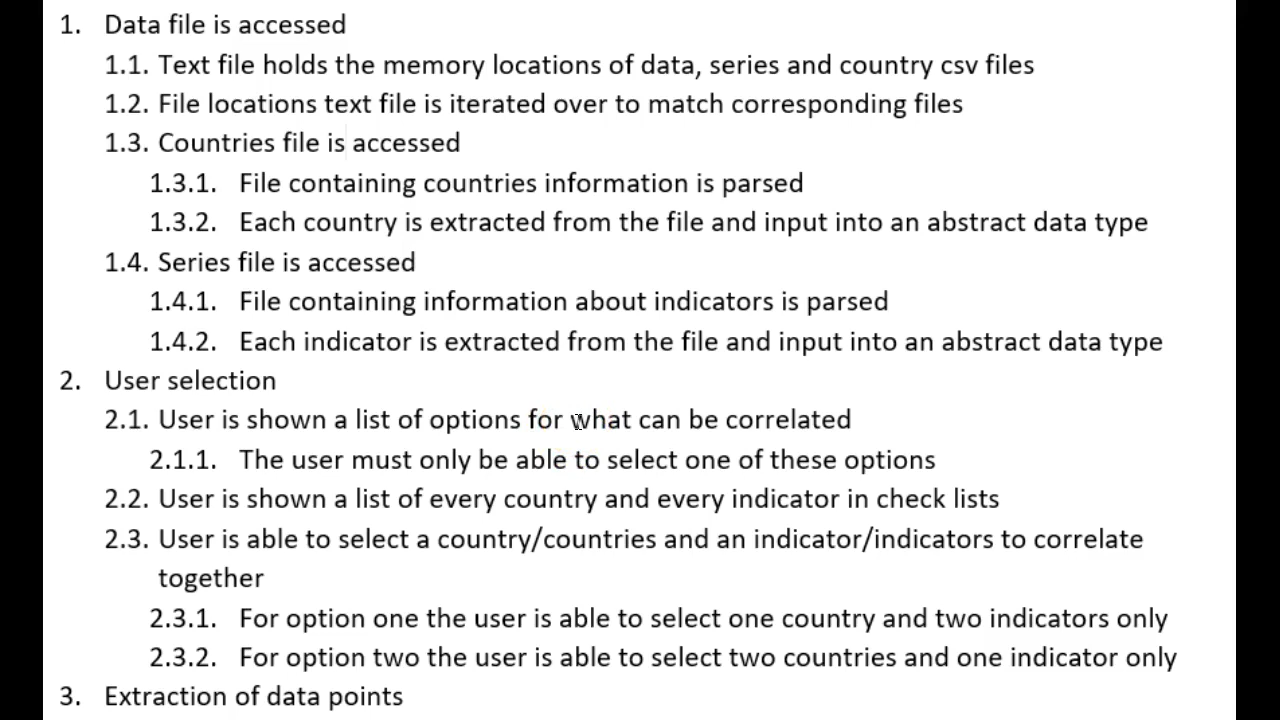 1. Data file is accessed
1.1. Text file holds the memory locations of data, series and country csv files
1.2. File locations text file is iterated over to match corresponding files
1.3. Countries file is accessed
1.3.1. File containing countries information is parsed
1.3.2. Each country is extracted from the file and input into an abstract data type
1.4. Series file is accessed
1.4.1. File containing information about indicators is parsed
1.4.2. Each indicator is extracted from the file and input into an abstract data type
2. User selection
2.1. User is shown a list of options for what can be correlated
2.1.1. The user must only be able to select one of these options
2.2. User is shown a list of every country and every indicator in check lists
2.3. User is able to select a country/countries and an indicator/indicators to correlate
together
2.3.1. For option one the user is able to select one country and two indicators only
2.3.2. For option two the user is able to select two countries and one indicator only
3. Extraction of data points